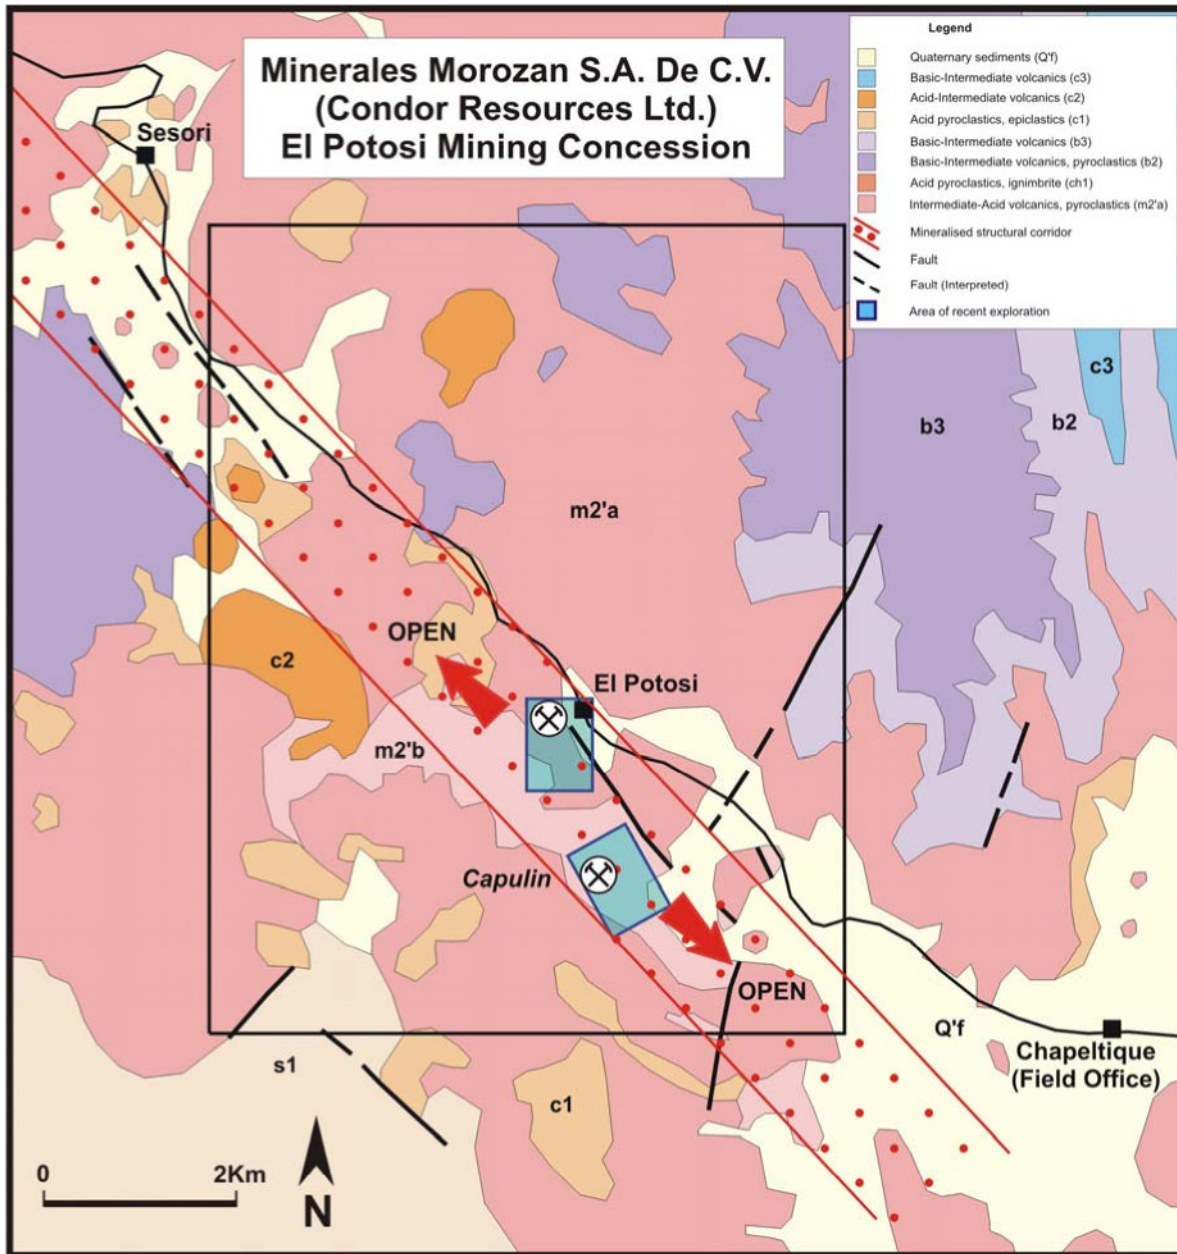 Minerales Morozan S.A. De C.V.
(Condor Resources Ltd.)
El Potosi Mining Concession
Legend
Quaternary sediments (Q'f)
Basic-Intermediate volcanics (c3)
Acid-Intermediate volcanics (c2)
Acid pyroclastics, epiclastics (c1)
Basic-Intermediate volcanics (b3)
Basic-Intermediate volcanics, pyroclastics (b2)
Acid pyroclastics, ignimbrite (ch1)
Intermediate-Acid volcanics, pyroclastics (m2'a)
Mineralised structural corridor
Fault
Fault (Interpreted)
Area of recent exploration
Sesori
c3
b3
b2
m2'a
OPEN
c2
El Potosi
m2'b
Capulin
OPEN
Q'f
Chapeltique
(Field Office)
s1
c1
0
2Km
N